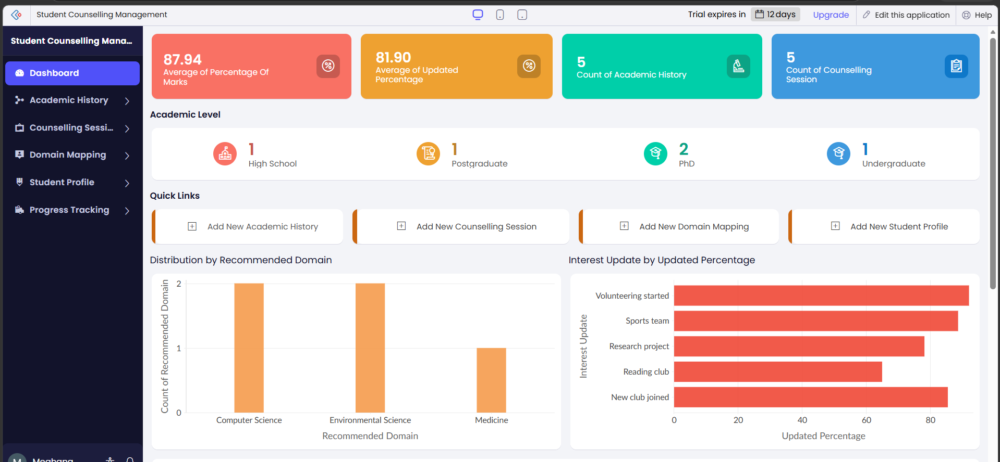 Student Counselling Management
Trial expires in 12 days Upgrade Edit this application Help
Student Counselling Mana...
Dashboard
Academic History
Counselling Sessi...
Domain Mapping
Student Profile
Progress Tracking
87.94
Average of Percentage Of
Marks
81.90
Average of Updated
Percentage
5
Count of Academic History
5
Count of Counselling
Session
Academic Level
1
High School
1
Postgraduate
2
PhD
1
Undergraduate
Quick Links
Add New Academic History
Add New Counselling Session
Add New Domain Mapping
Add New Student Profile
Distribution by Recommended Domain
Count of Recommended Domain
2
1
0
Computer Science Environmental Science Medicine
Recommended Domain
Interest Update by Updated Percentage
Interest Update
Volunteering started
Sports team
Research project
Reading club
New club joined
0 20 40 60 80
Updated Percentage
M Meghana